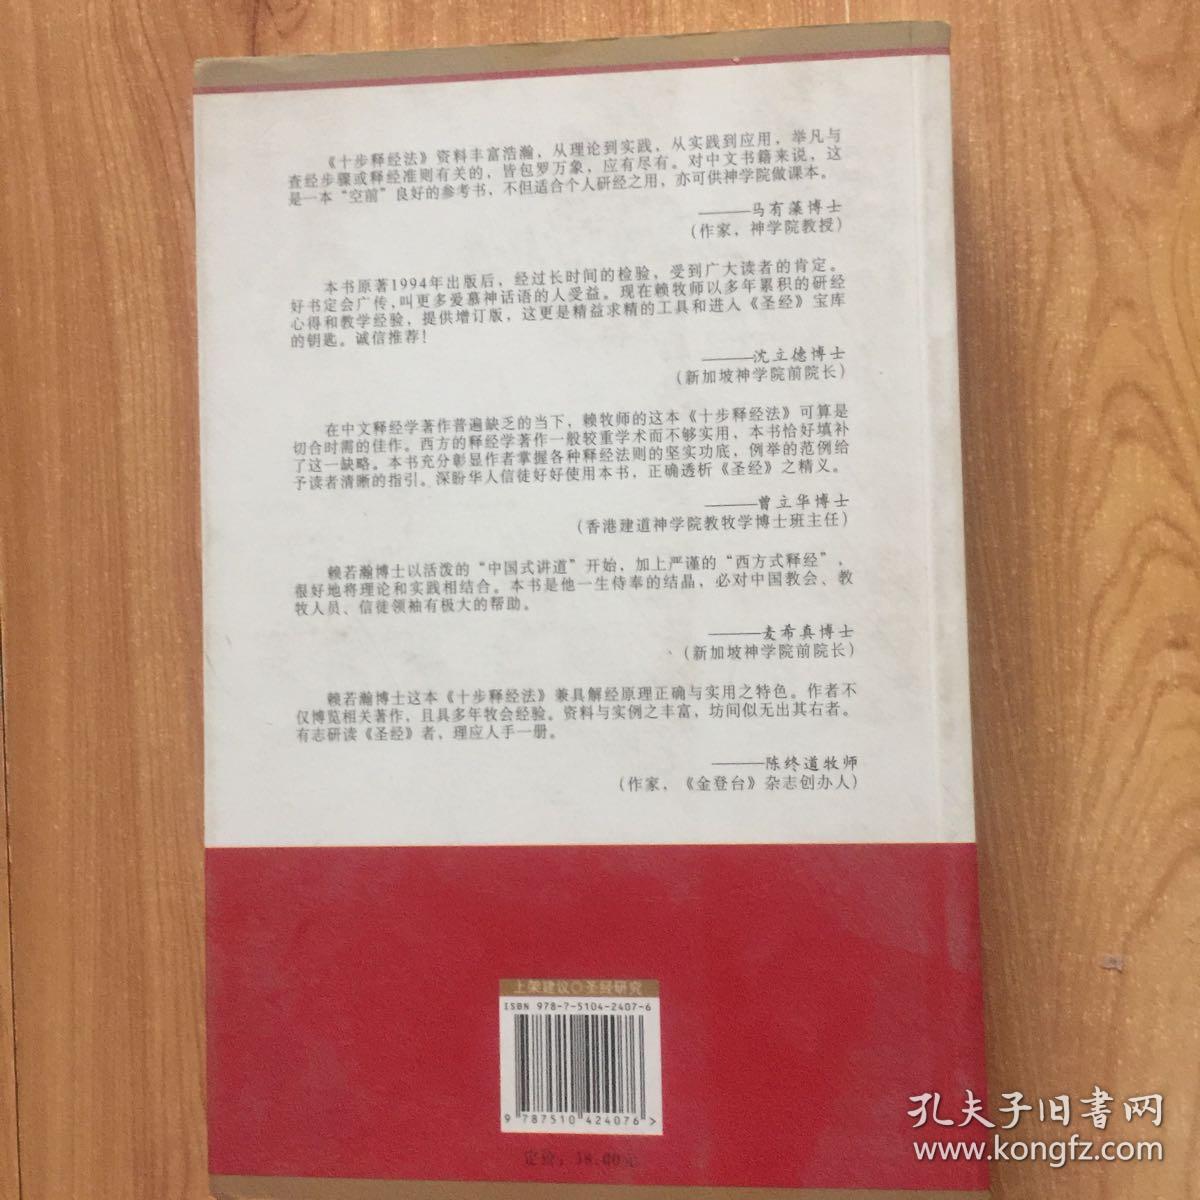 《十步释经法》资料丰富浩瀚，从理论到实践，从实践到应用，举凡与
查经步骤或释经准则有关的，皆包罗万象，应有尽有。对中文书籍来说，这
是一本“空前”良好的参考书，不但适合个人研经之用，亦可供神学院做课本。
———马有藻博士
（作家，神学院教授）
本书原著1994年出版后，经过长时间的检验，受到广大读者的肯定。
好书定会广传，叫更多爱慕神话语的人受益。现在赖牧师以多年累积的研经
心得和教学经验，提供增订版，这更是精益求精的工具和进入《圣经》宝库
的钥匙。诚信推荐！
———沈立德博士
（新加坡神学院前院长）
在中文释经学著作普遍缺乏的当下，赖牧师的这本《十步释经法》可算是
切合时需的佳作。西方的释经学著作一般较重学术而不够实用，本书恰好填补
了这一缺略。本书充分彰显作者掌握各种释经法则的坚实功底，例举的范例给
予读者清晰的指引。深盼华人信徒好好使用本书，正确透析《圣经》之精义。
———曾立华博士
（香港建道神学院教牧学博士班主任）
赖若瀚博士以活泼的“中国式讲道”开始，加上严谨的“西方式释经”，
很好地将理论和实践相结合。本书是他一生侍奉的结晶，必对中国教会、教
牧人员、信徒领袖有极大的帮助。
———麦希真博士
（新加坡神学院前院长）
赖若瀚博士这本《十步释经法》兼具解经原理正确与实用之特色。作者不
仅博览相关著作，且具多年牧会经验。资料与实例之丰富，坊间似无出其右者。
有志研读《圣经》者，理应人手一册。
———陈终道牧师
（作家，《金登台》杂志创办人）
上架建议〇圣经研究
ISBN 978-7-5104-2407-6
9 787510 424076 >
定价：38.00元
孔夫子旧书网
www.kongfz.com